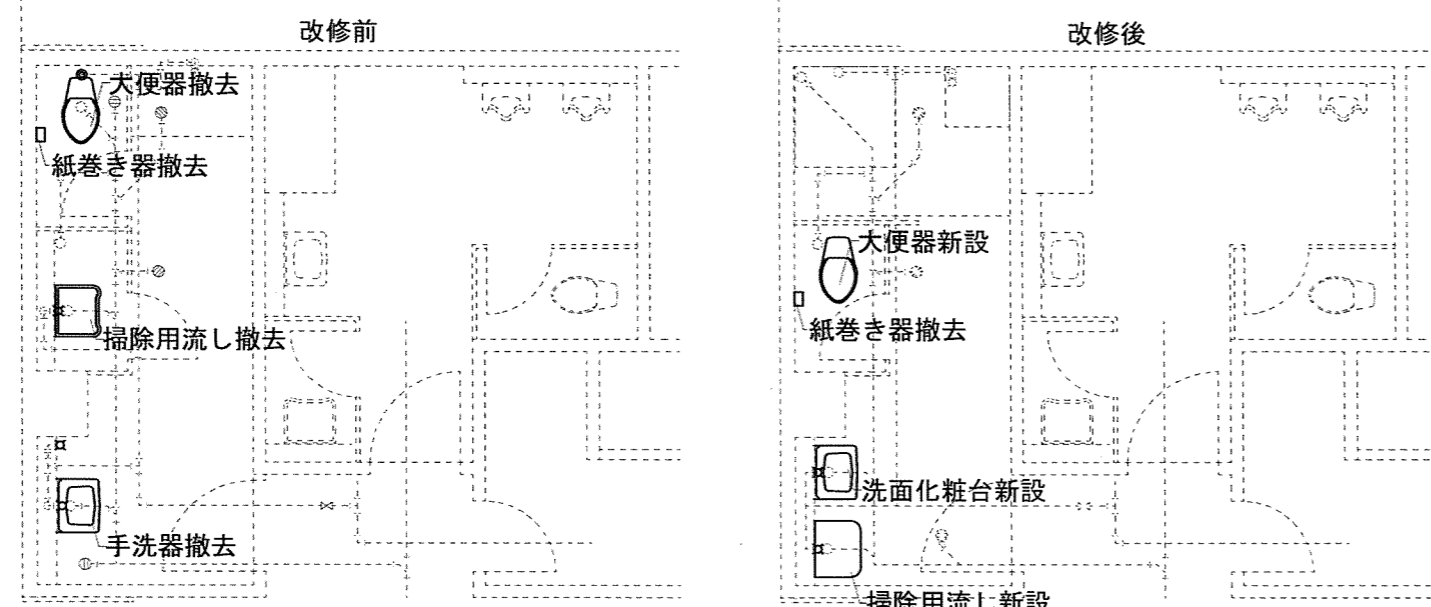 改修前
大便器撤去
紙巻き器撤去
掃除用流し撤去
手洗器撤去
改修後
大便器新設
紙巻き器撤去
洗面化粧台新設
掃除用流し新設